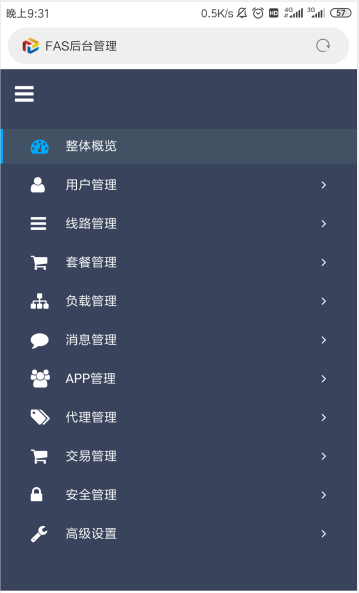 晚上9:31 0.5K/s HD 4G 3G 57
FAS后台管理
整体概览
用户管理
线路管理
套餐管理
负载管理
消息管理
APP管理
代理管理
交易管理
安全管理
高级设置